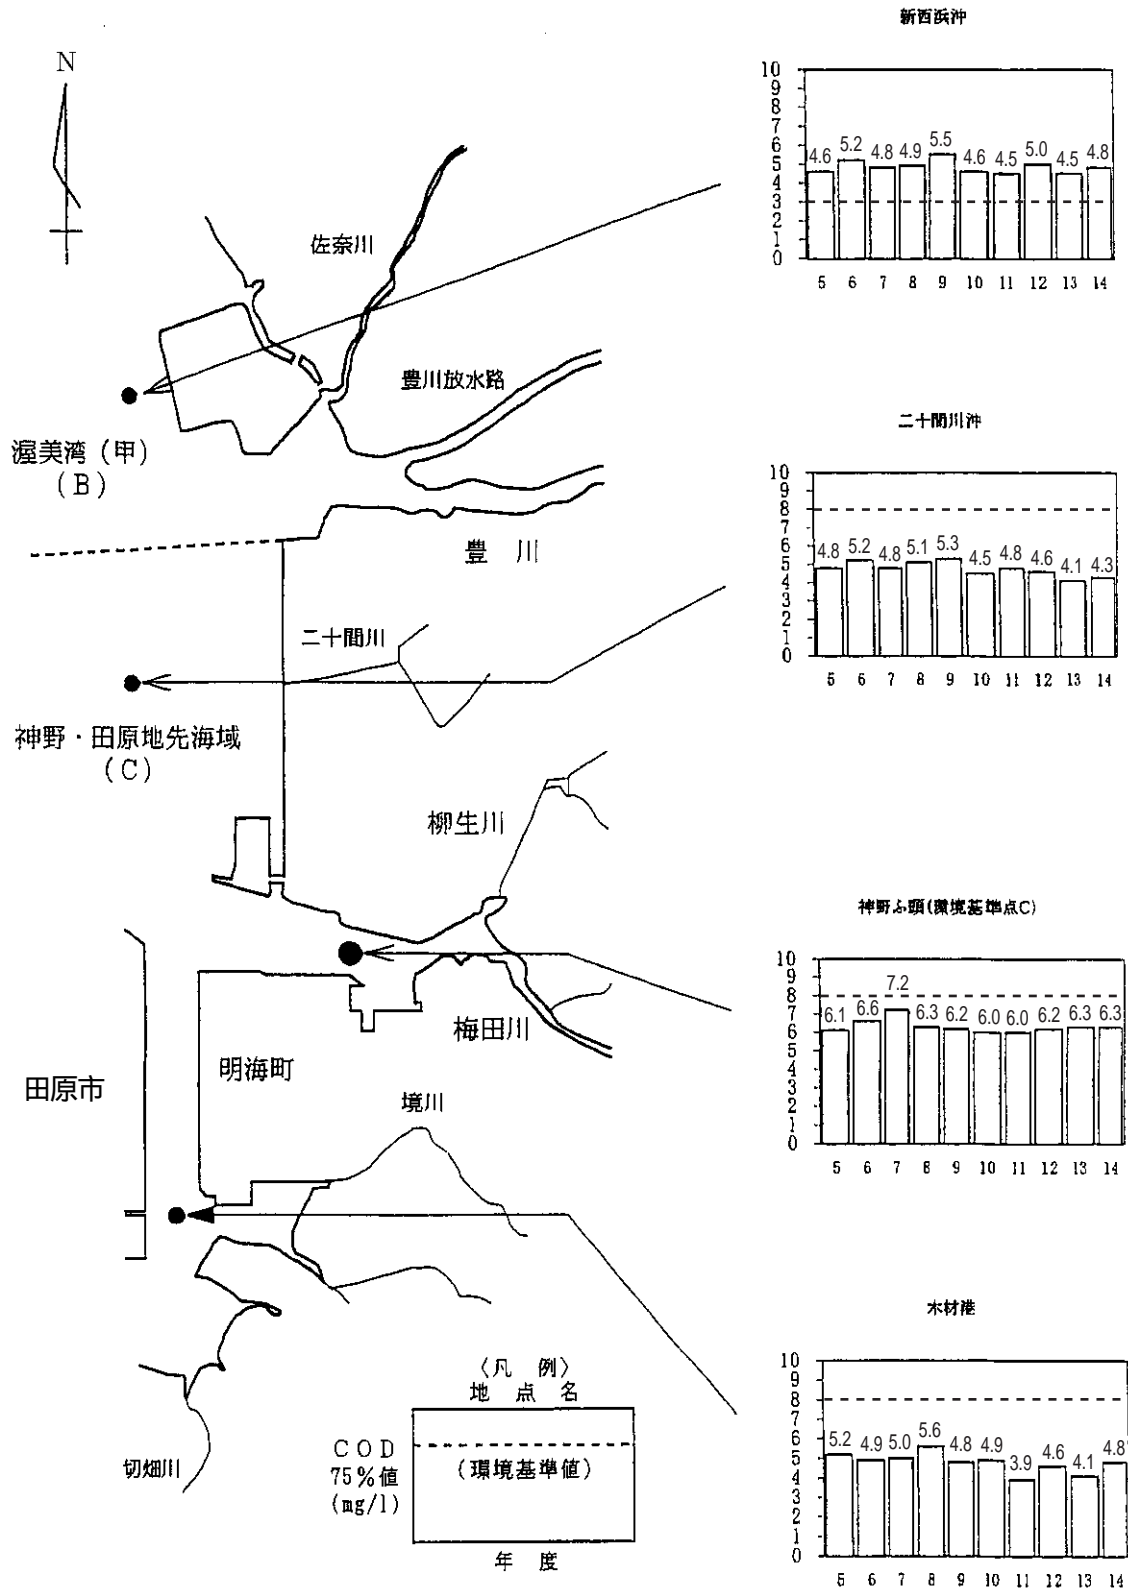 新西浜沖
10
9
8
7
6
5
4
3
2
1
0
4.6 5.2 4.8 4.9 5.5 4.6 4.5 5.0 4.5 4.8
5 6 7 8 9 10 11 12 13 14
N
佐奈川
豊川放水路
渥美湾（甲）
（B）
二十間川沖
10
9
8
7
6
5
4
3
2
1
0
4.8 5.2 4.8 5.1 5.3 4.5 4.8 4.6 4.1 4.3
5 6 7 8 9 10 11 12 13 14
豊 川
二十間川
神野・田原地先海域
（C）
柳生川
神野ふ頭(環境基準点C)
10
9
8
7
6
5
4
3
2
1
0
6.1 6.6 7.2 6.3 6.2 6.0 6.0 6.2 6.3 6.3
5 6 7 8 9 10 11 12 13 14
梅田川
明海町
田原市
境川
木材港
10
9
8
7
6
5
4
3
2
1
0
5.2 4.9 5.0 5.6 4.8 4.9 3.9 4.6 4.1 4.8
5 6 7 8 9 10 11 12 13 14
切畑川
〈凡 例〉
地 点 名
COD
75%値
(mg/l)
(環境基準値)
年 度